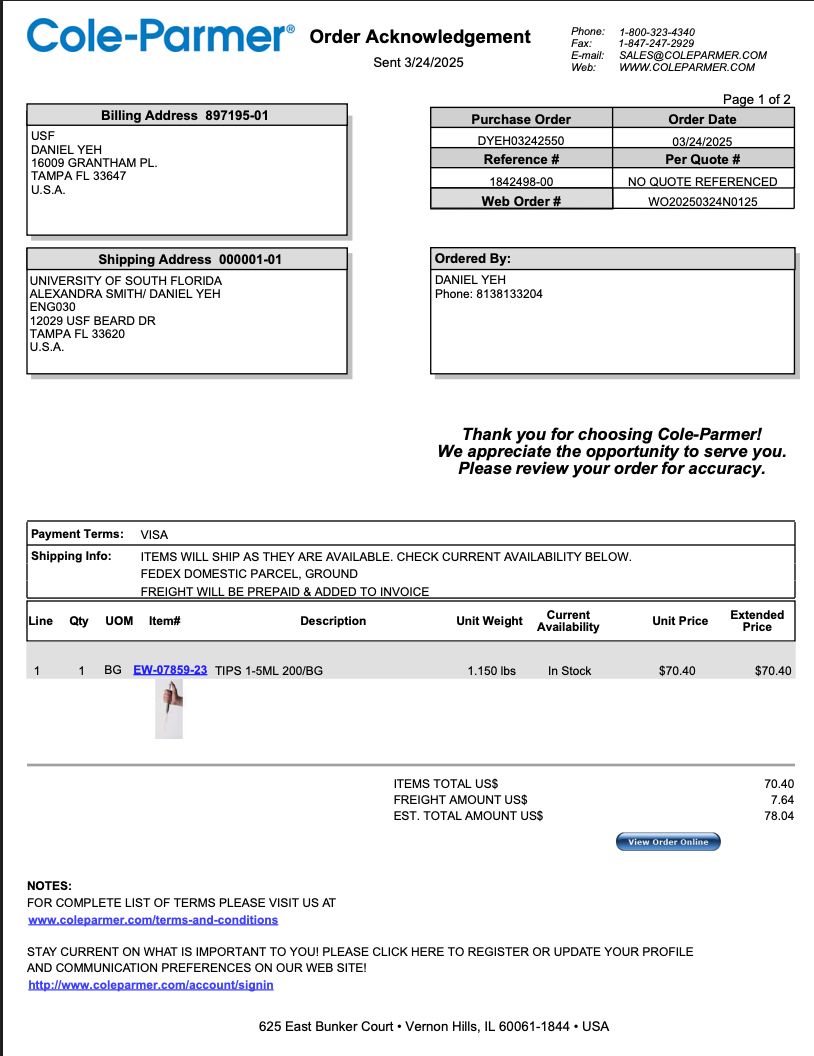 Cole-Parmer® Order Acknowledgement
Sent 3/24/2025
Phone: 1-800-323-4340
Fax: 1-847-247-2929
E-mail: SALES@COLEPARMER.COM
Web: WWW.COLEPARMER.COM
Page 1 of 2
Billing Address 897195-01
USF
DANIEL YEH
16009 GRANTHAM PL.
TAMPA FL 33647
U.S.A.
Purchase Order Order Date
DYEH03242550 03/24/2025
Reference # Per Quote #
1842498-00 NO QUOTE REFERENCED
Web Order # WO20250324N0125
Shipping Address 000001-01
UNIVERSITY OF SOUTH FLORIDA
ALEXANDRA SMITH/ DANIEL YEH
ENG030
12029 USF BEARD DR
TAMPA FL 33620
U.S.A.
Ordered By:
DANIEL YEH
Phone: 8138133204
Thank you for choosing Cole-Parmer!
We appreciate the opportunity to serve you.
Please review your order for accuracy.
Payment Terms: VISA
Shipping Info: ITEMS WILL SHIP AS THEY ARE AVAILABLE. CHECK CURRENT AVAILABILITY BELOW.
FEDEX DOMESTIC PARCEL, GROUND
FREIGHT WILL BE PREPAID & ADDED TO INVOICE
Line Qty UOM Item# Description Unit Weight Current Availability Unit Price Extended Price
1 1 BG EW-07859-23 TIPS 1-5ML 200/BG 1.150 lbs In Stock $70.40 $70.40
ITEMS TOTAL US$ 70.40
FREIGHT AMOUNT US$ 7.64
EST. TOTAL AMOUNT US$ 78.04
View Order Online
NOTES:
FOR COMPLETE LIST OF TERMS PLEASE VISIT US AT
www.coleparmer.com/terms-and-conditions
STAY CURRENT ON WHAT IS IMPORTANT TO YOU! PLEASE CLICK HERE TO REGISTER OR UPDATE YOUR PROFILE
AND COMMUNICATION PREFERENCES ON OUR WEB SITE!
http://www.coleparmer.com/account/signin
625 East Bunker Court • Vernon Hills, IL 60061-1844 • USA